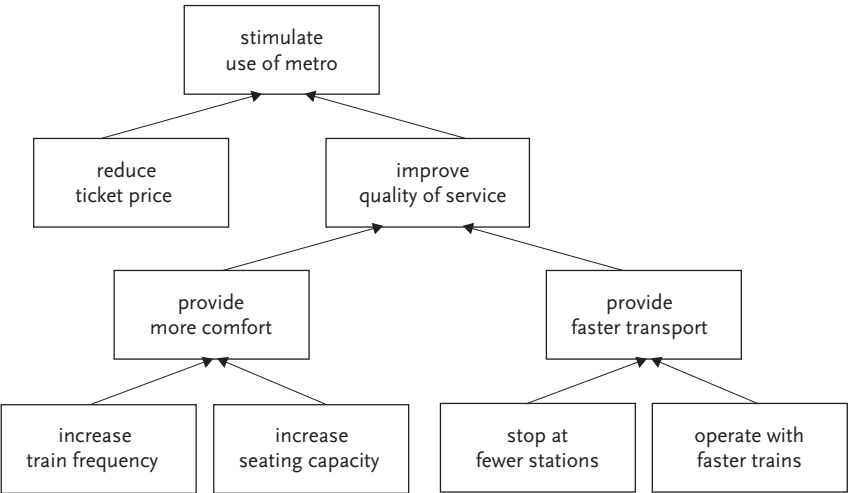 stimulate
use of metro
reduce
ticket price
improve
quality of service
provide
more comfort
provide
faster transport
increase
train frequency
increase
seating capacity
stop at
fewer stations
operate with
faster trains